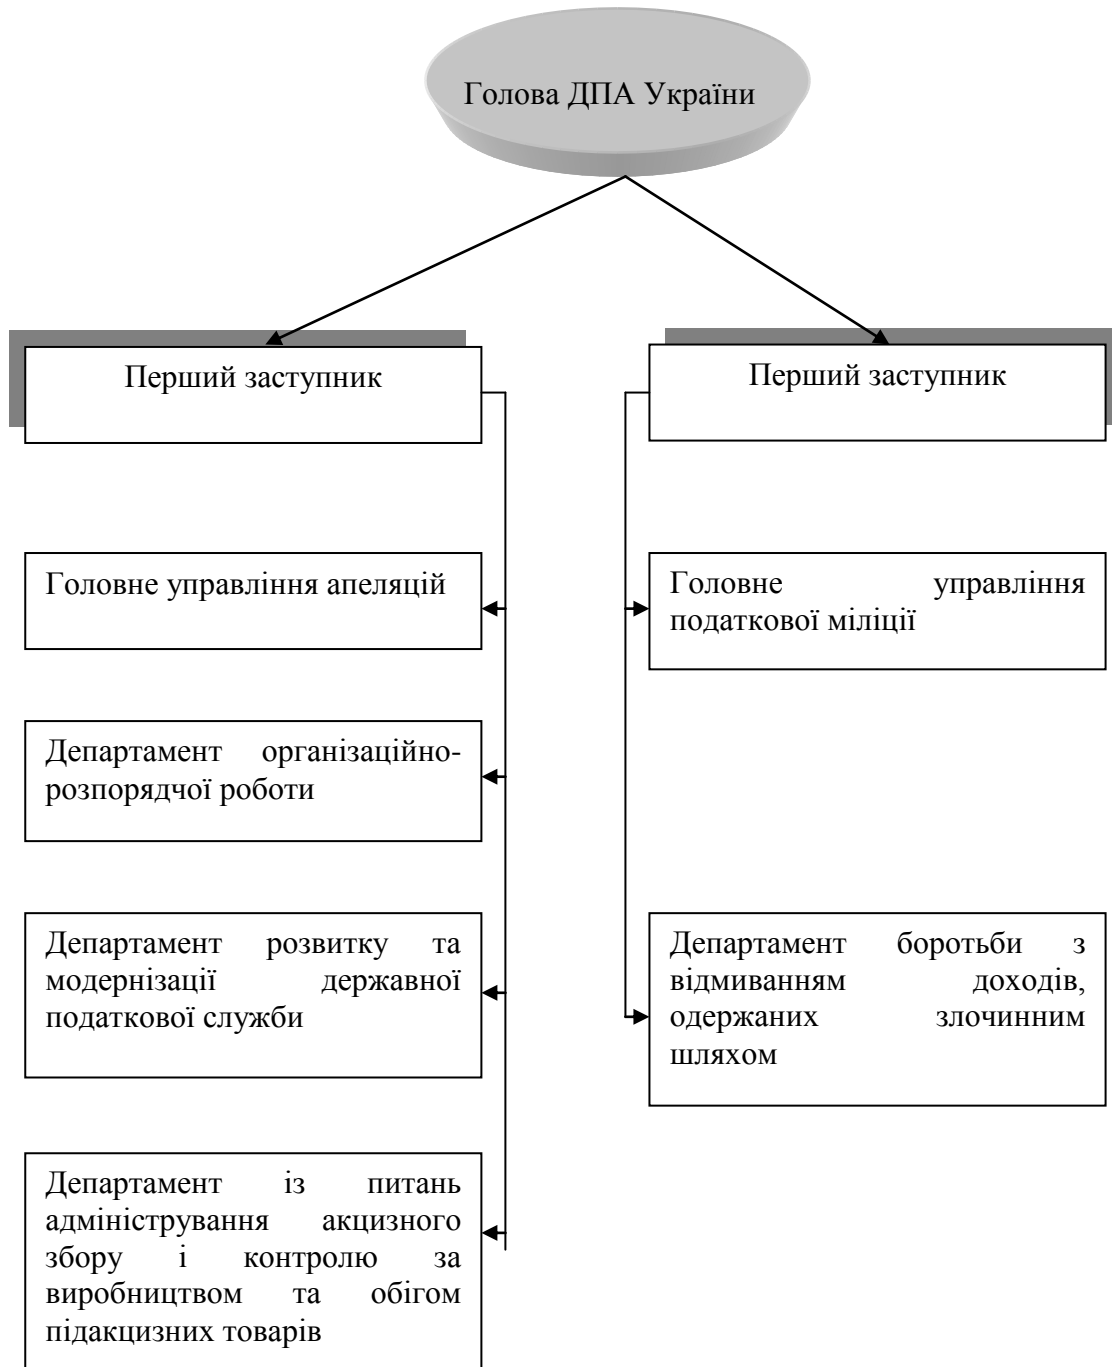 Голова ДПА України
Перший заступник
Перший заступник
Головне управління апеляцій
Головне управління
податкової міліції
Департамент організаційно-
розпорядчої роботи
Департамент розвитку та
модернізації державної
податкової служби
Департамент боротьби з
відмиванням доходів,
одержаних злочинним
шляхом
Департамент із питань
адміністрування акцизного
збору і контролю за
виробництвом та обігом
підакцизних товарів